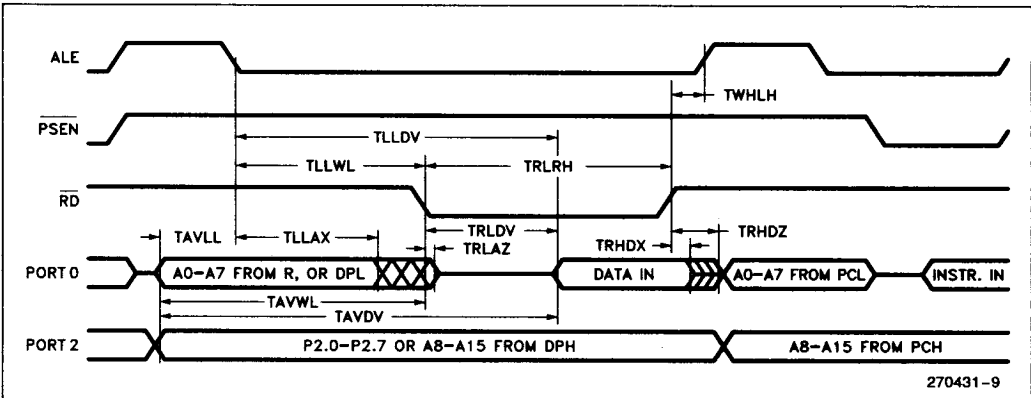 ALE
TWHLH
PSEN
TLLDV
TLLWL
TRLRH
RD
TAVLL
TLLAX
TRLDV
TRLAZ
TRHDX
TRHDZ
PORT 0
A0-A7 FROM R, OR DPL
DATA IN
A0-A7 FROM PCL
INSTR. IN
TAVWL
TAVDV
PORT 2
P2.0-P2.7 OR A8-A15 FROM DPH
A8-A15 FROM PCH
270431-9